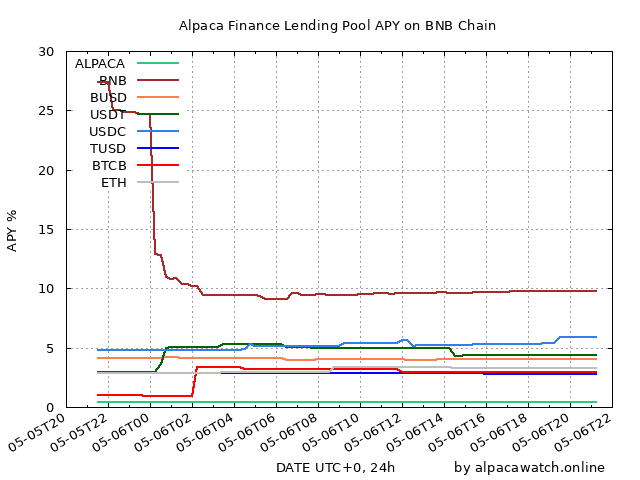 Alpaca Finance Lending Pool APY on BNB Chain
APY %
30
25
20
15
10
5
0
ALPACA
BNB
BUSD
USDT
USDC
TUSD
BTCB
ETH
05-05T20
05-05T22
05-06T00
05-06T02
05-06T04
05-06T06
05-06T08
05-06T10
05-06T12
05-06T14
05-06T16
05-06T18
05-06T20
05-06T22
DATE UTC+0, 24h
by alpacawatch.online